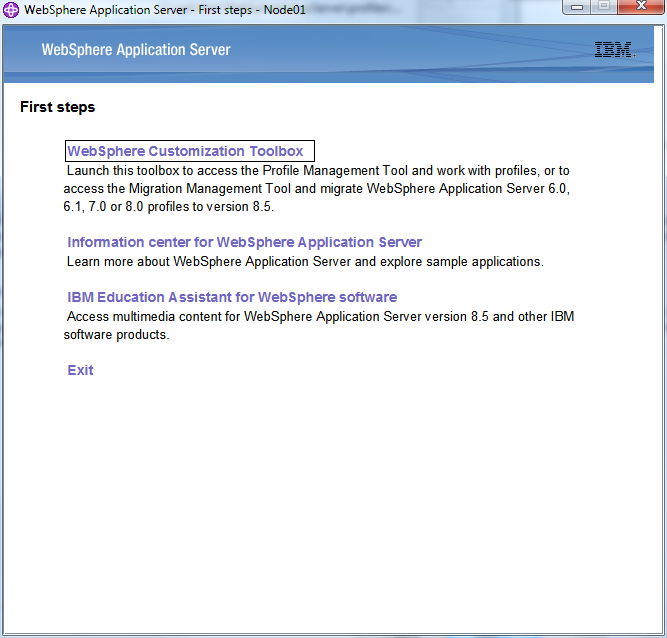 WebSphere Application Server - First steps - Node01
WebSphere Application Server
IBM.
First steps
WebSphere Customization Toolbox
Launch this toolbox to access the Profile Management Tool and work with profiles, or to
access the Migration Management Tool and migrate WebSphere Application Server 6.0,
6.1, 7.0 or 8.0 profiles to version 8.5.
Information center for WebSphere Application Server
Learn more about WebSphere Application Server and explore sample applications.
IBM Education Assistant for WebSphere software
Access multimedia content for WebSphere Application Server version 8.5 and other IBM
software products.
Exit